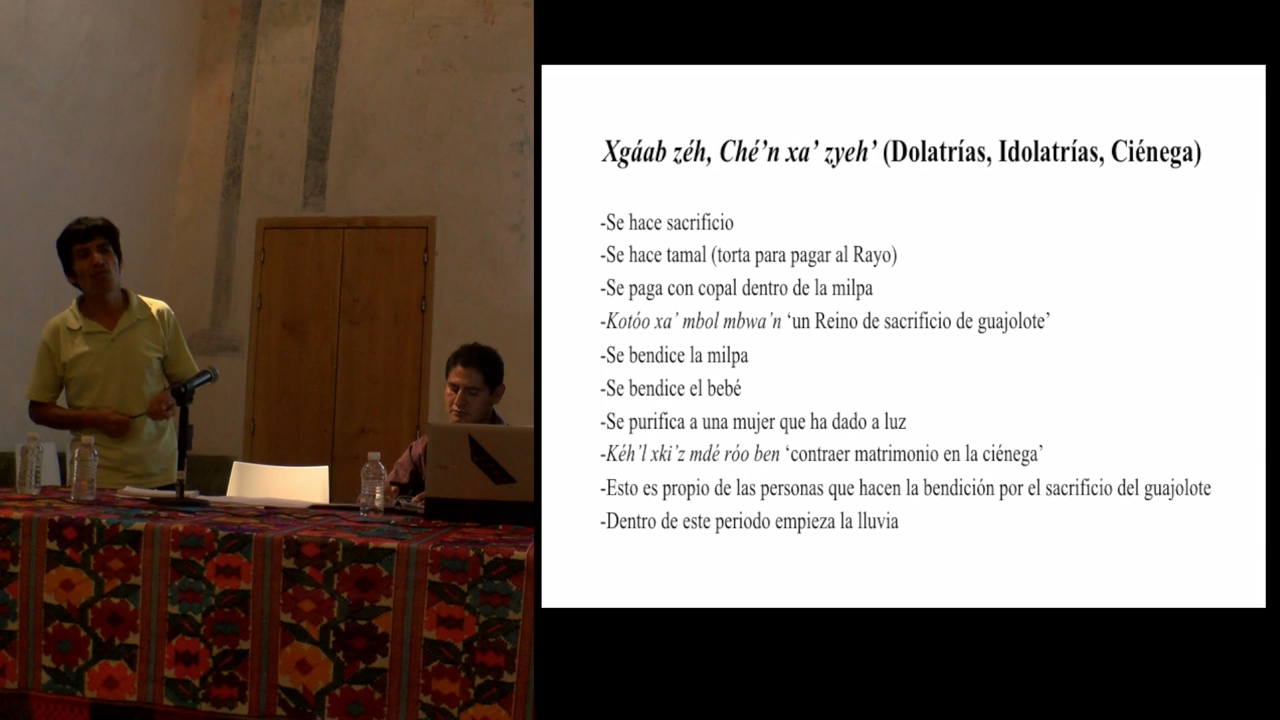 Xgáab zéh, Ché’n xa’ zyeh’ (Dolatrías, Idolatrías, Ciénega)
-Se hace sacrificio
-Se hace tamal (torta para pagar al Rayo)
-Se paga con copal dentro de la milpa
-Kotóo xa’ mbol mbwa’n ‘un Reino de sacrificio de guajolote’
-Se bendice la milpa
-Se bendice el bebé
-Se purifica a una mujer que ha dado a luz
-Kéh’l xki’z mdé róo ben ‘contraer matrimonio en la ciénega’
-Esto es propio de las personas que hacen la bendición por el sacrificio del guajolote
-Dentro de este periodo empieza la lluvia